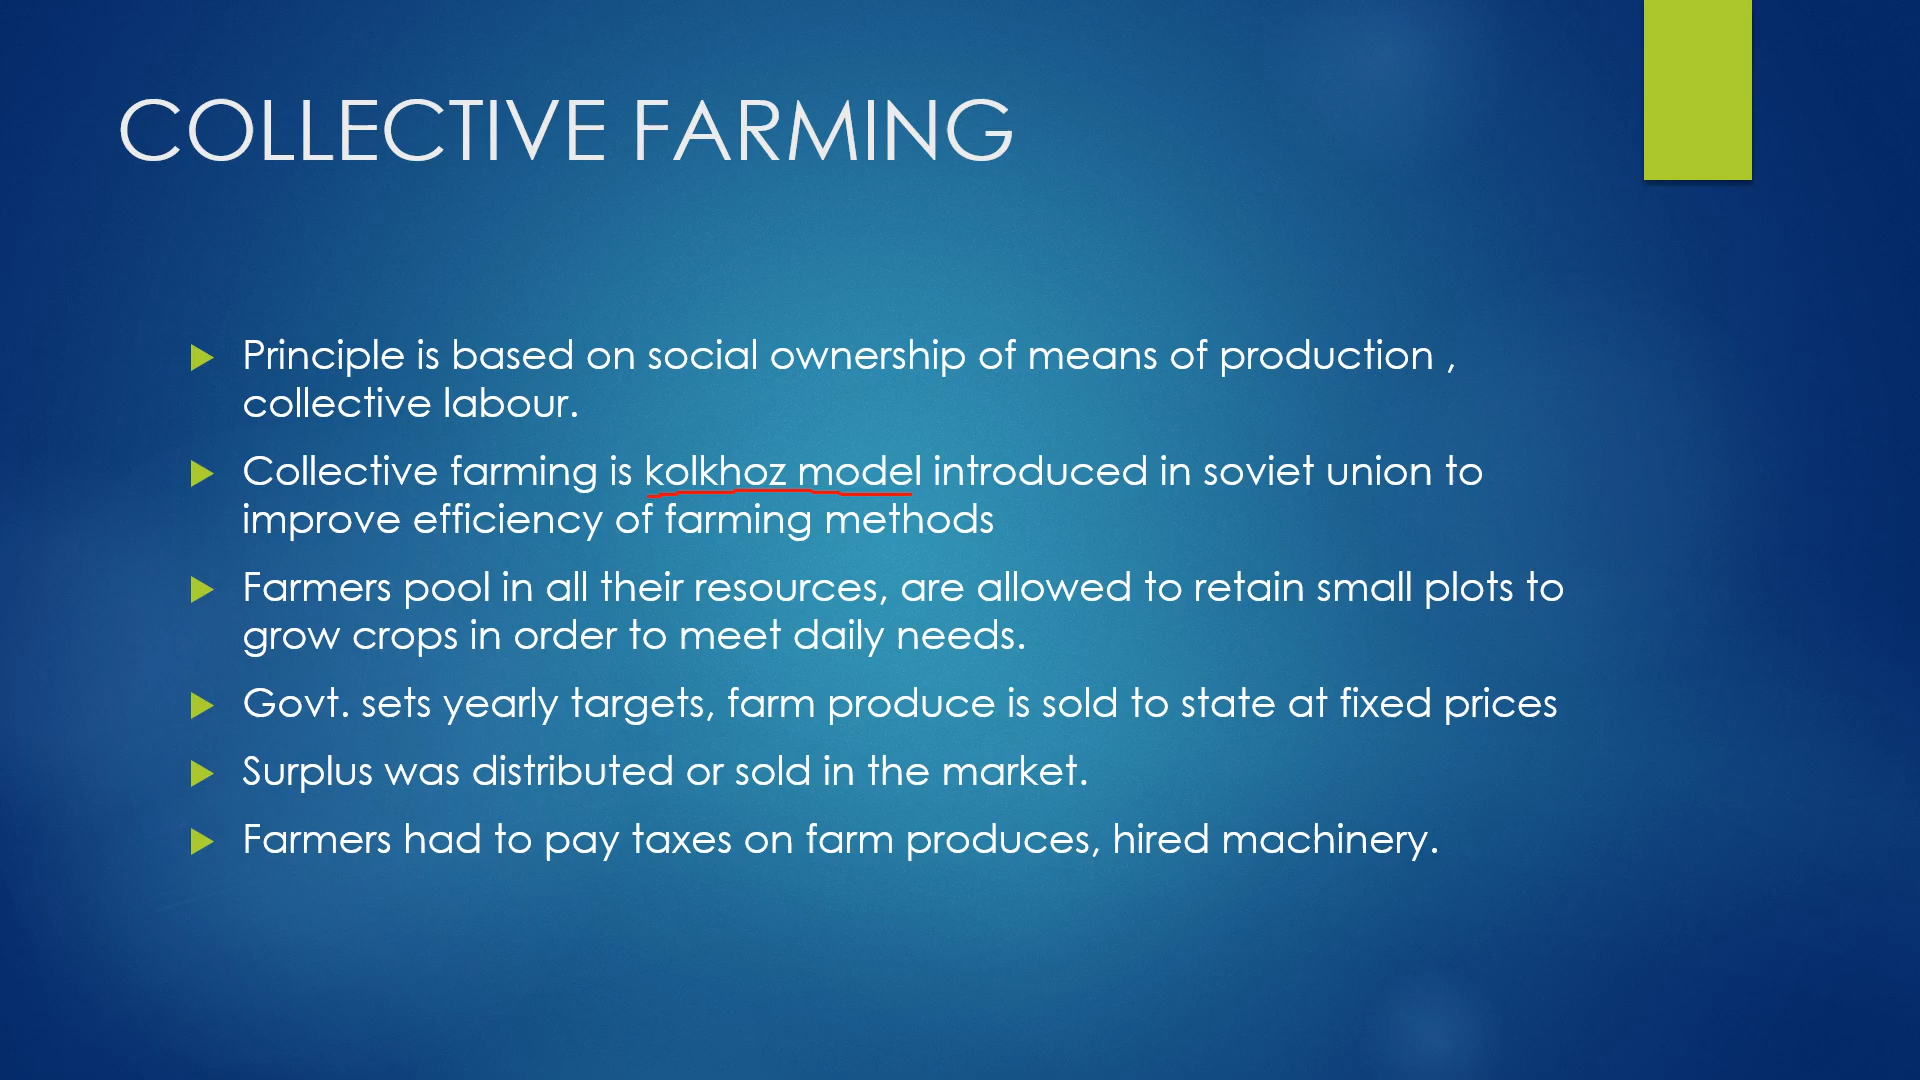 COLLECTIVE FARMING
Principle is based on social ownership of means of production ,
collective labour.
Collective farming is kolkhoz model introduced in soviet union to
improve efficiency of farming methods
Farmers pool in all their resources, are allowed to retain small plots to
grow crops in order to meet daily needs.
Govt. sets yearly targets, farm produce is sold to state at fixed prices
Surplus was distributed or sold in the market.
Farmers had to pay taxes on farm produces, hired machinery.